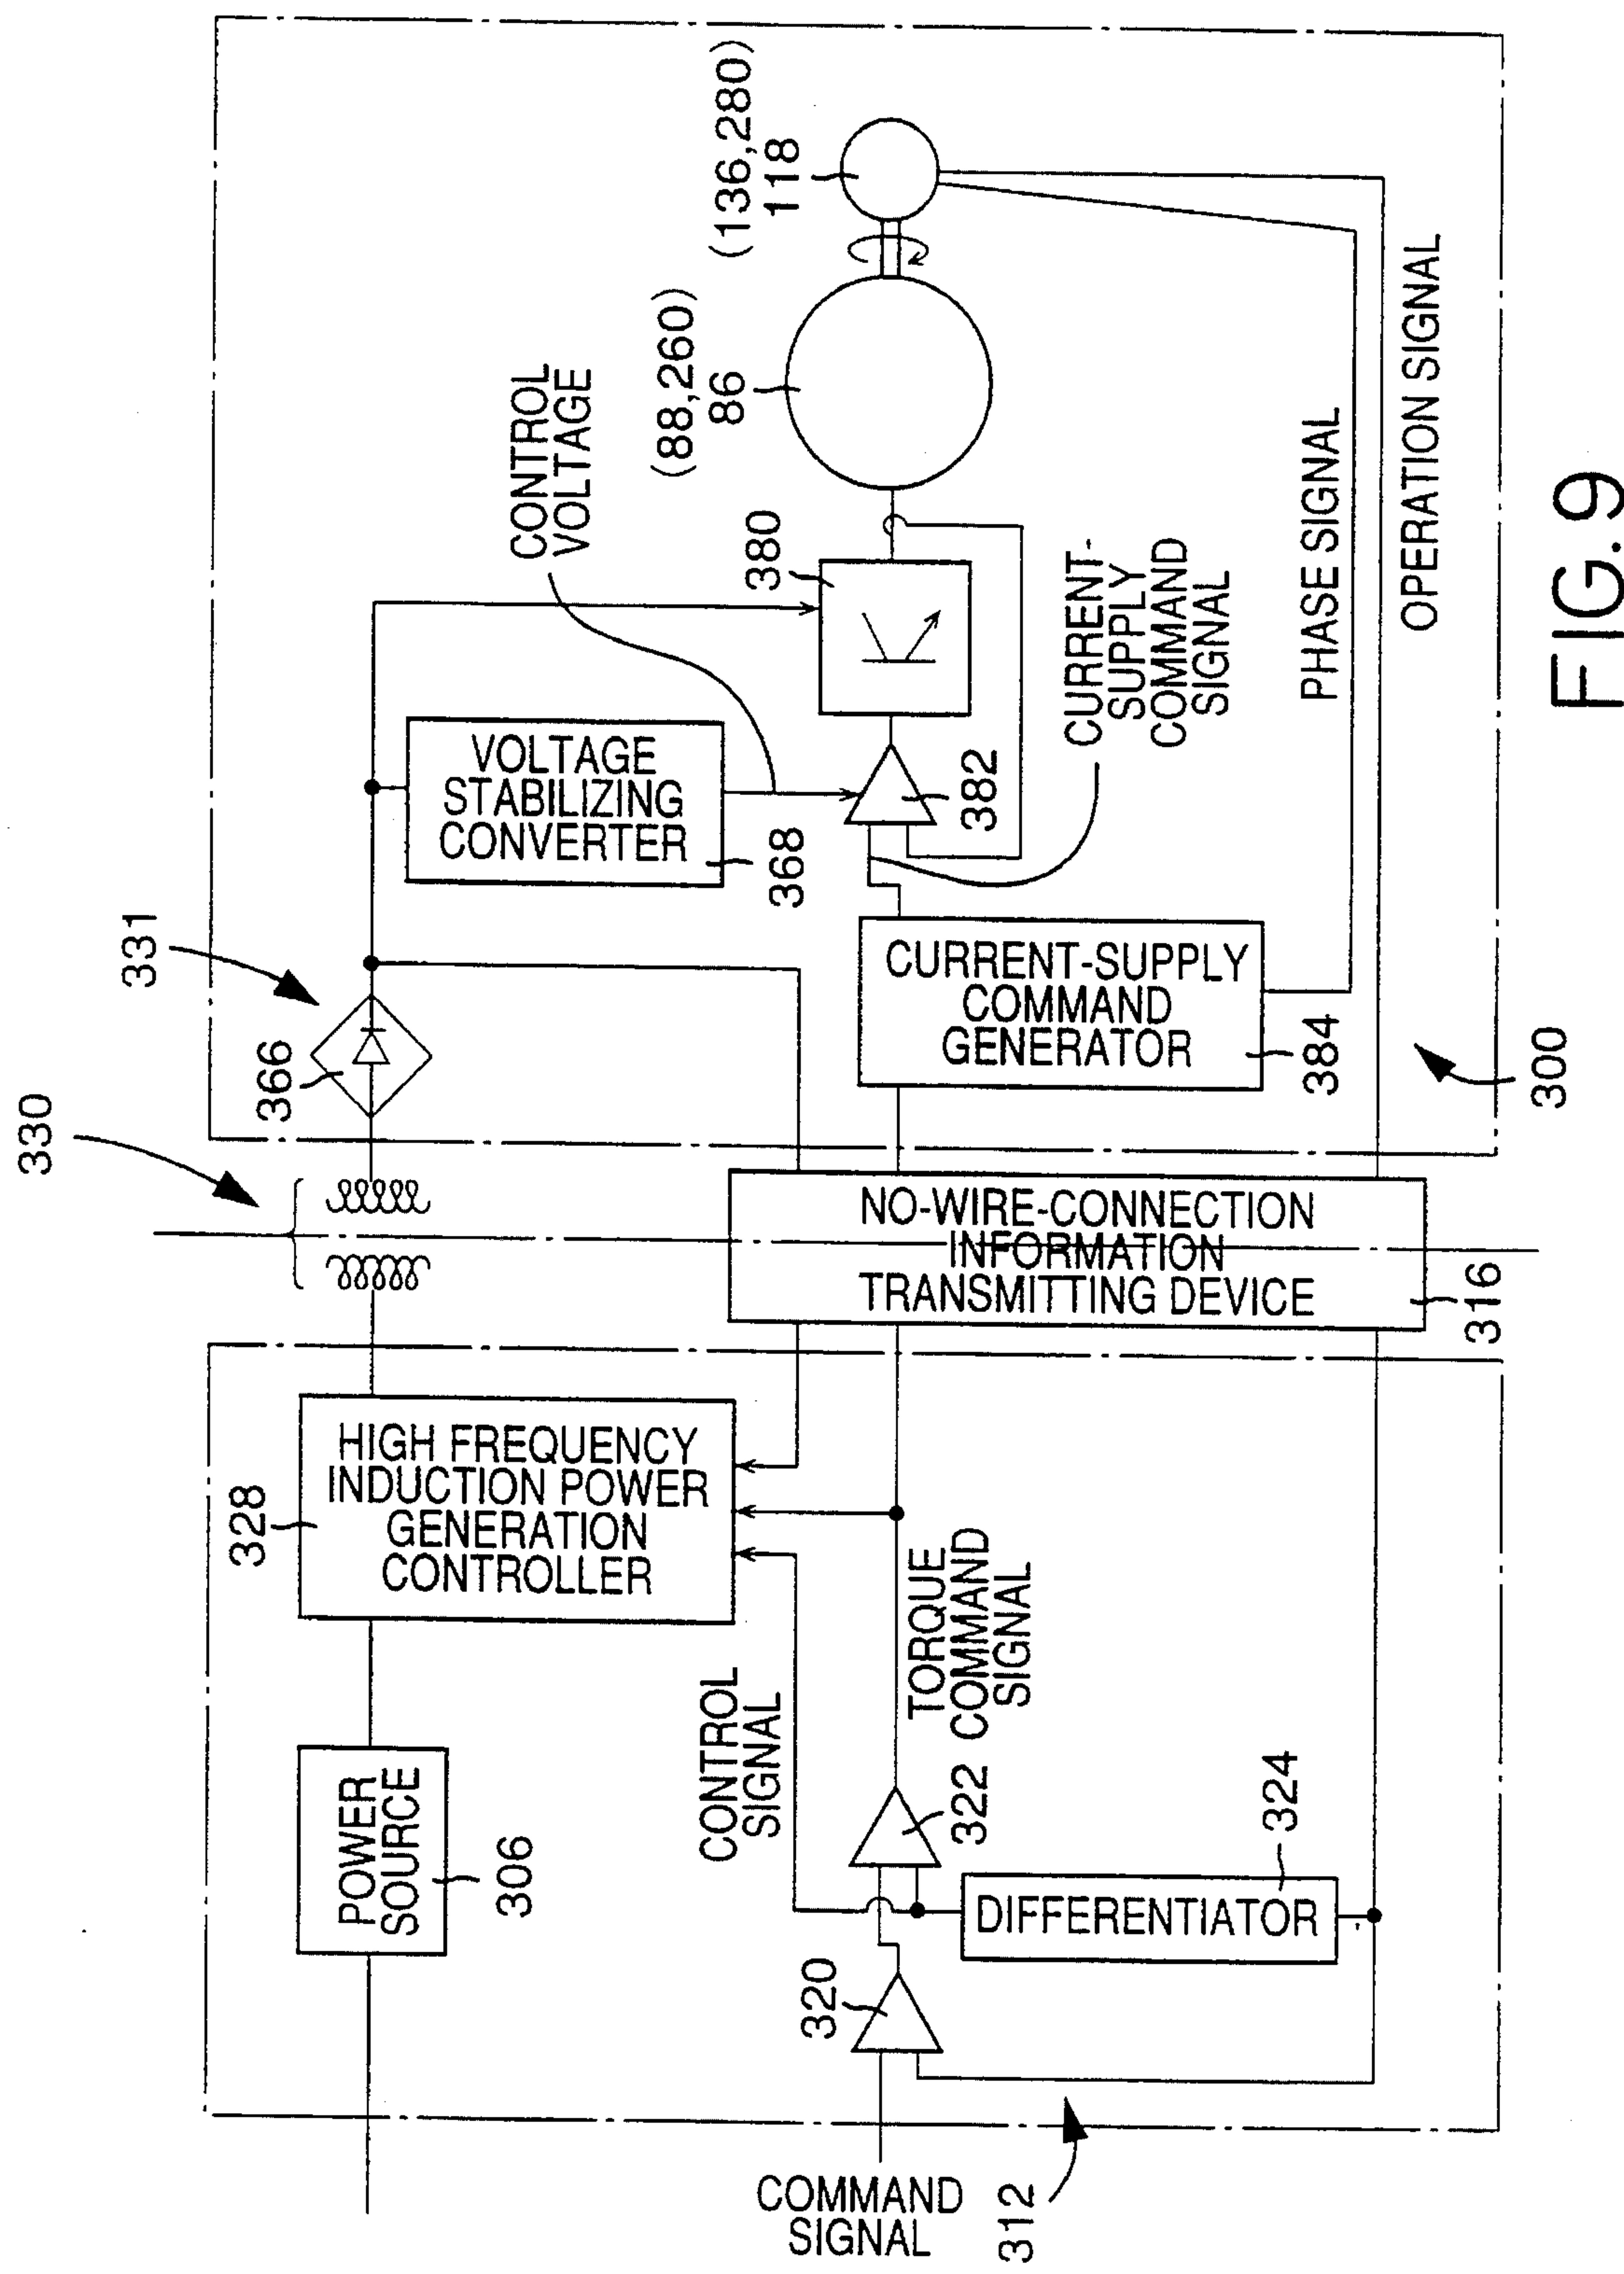 330
331
366
VOLTAGE
STABILIZING
CONVERTER
368
CONTROL
VOLTAGE
380
(88,260)
86
(136,280)
118
382
CURRENT-
SUPPLY
COMMAND
SIGNAL
CURRENT-SUPPLY
COMMAND
GENERATOR
384
PHASE SIGNAL
OPERATION SIGNAL
300
NO-WIRE-CONNECTION
INFORMATION
TRANSMITTING DEVICE
316
328
HIGH FREQUENCY
INDUCTION POWER
GENERATION
CONTROLLER
POWER
SOURCE
306
CONTROL
SIGNAL
TORQUE
COMMAND
SIGNAL
322
320
DIFFERENTIATOR
324
COMMAND
SIGNAL
312
FIG.9